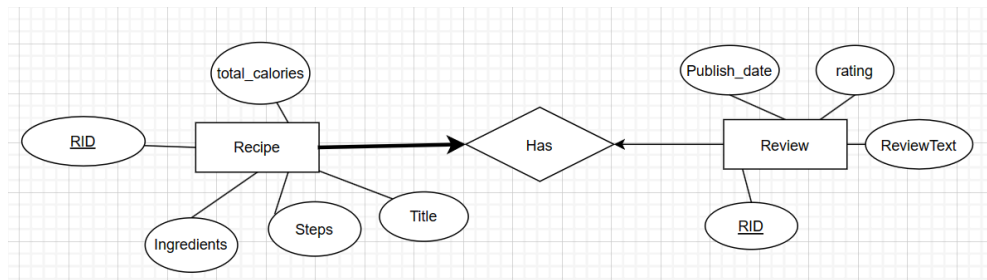 total_calories
Publish_date
rating
RID
Recipe
Has
Review
ReviewText
Ingredients
Steps
Title
RID